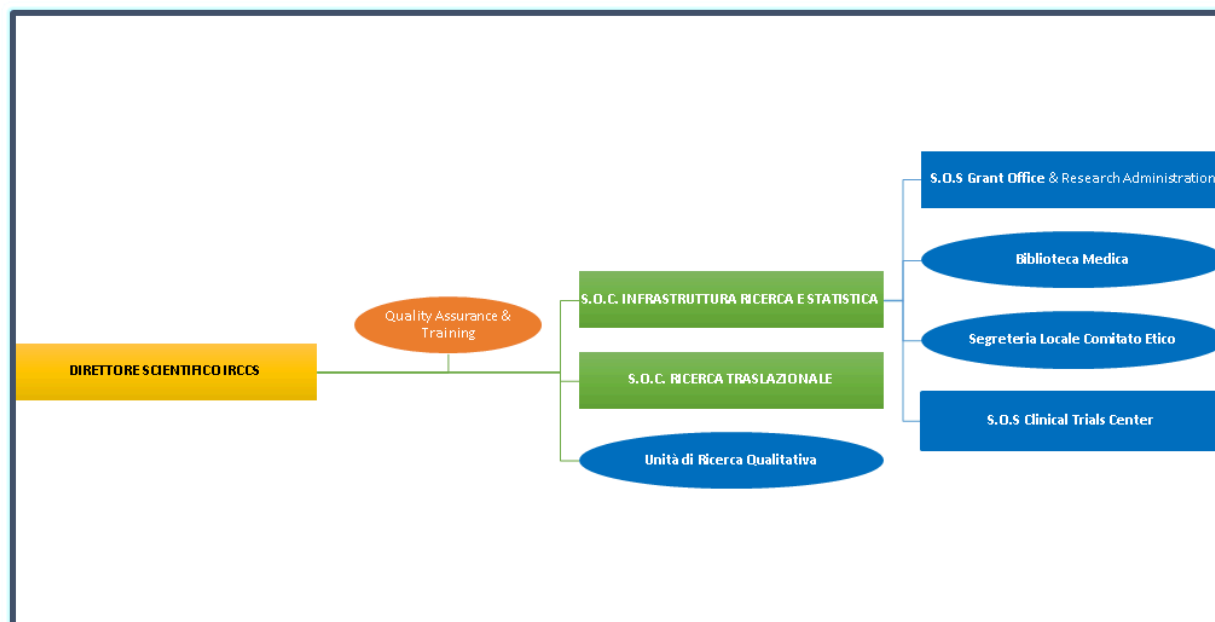 DIRETTORE SCIENTIFICO IRCCS
Quality Assurance &
Training
S.O.C. INFRASTRUTTURA RICERCA E STATISTICA
S.O.C. RICERCA TRASLAZIONALE
Unità di Ricerca Qualitativa
S.O.S Grant Office & Research Administration
Biblioteca Medica
Segreteria Locale Comitato Etico
S.O.S Clinical Trials Center